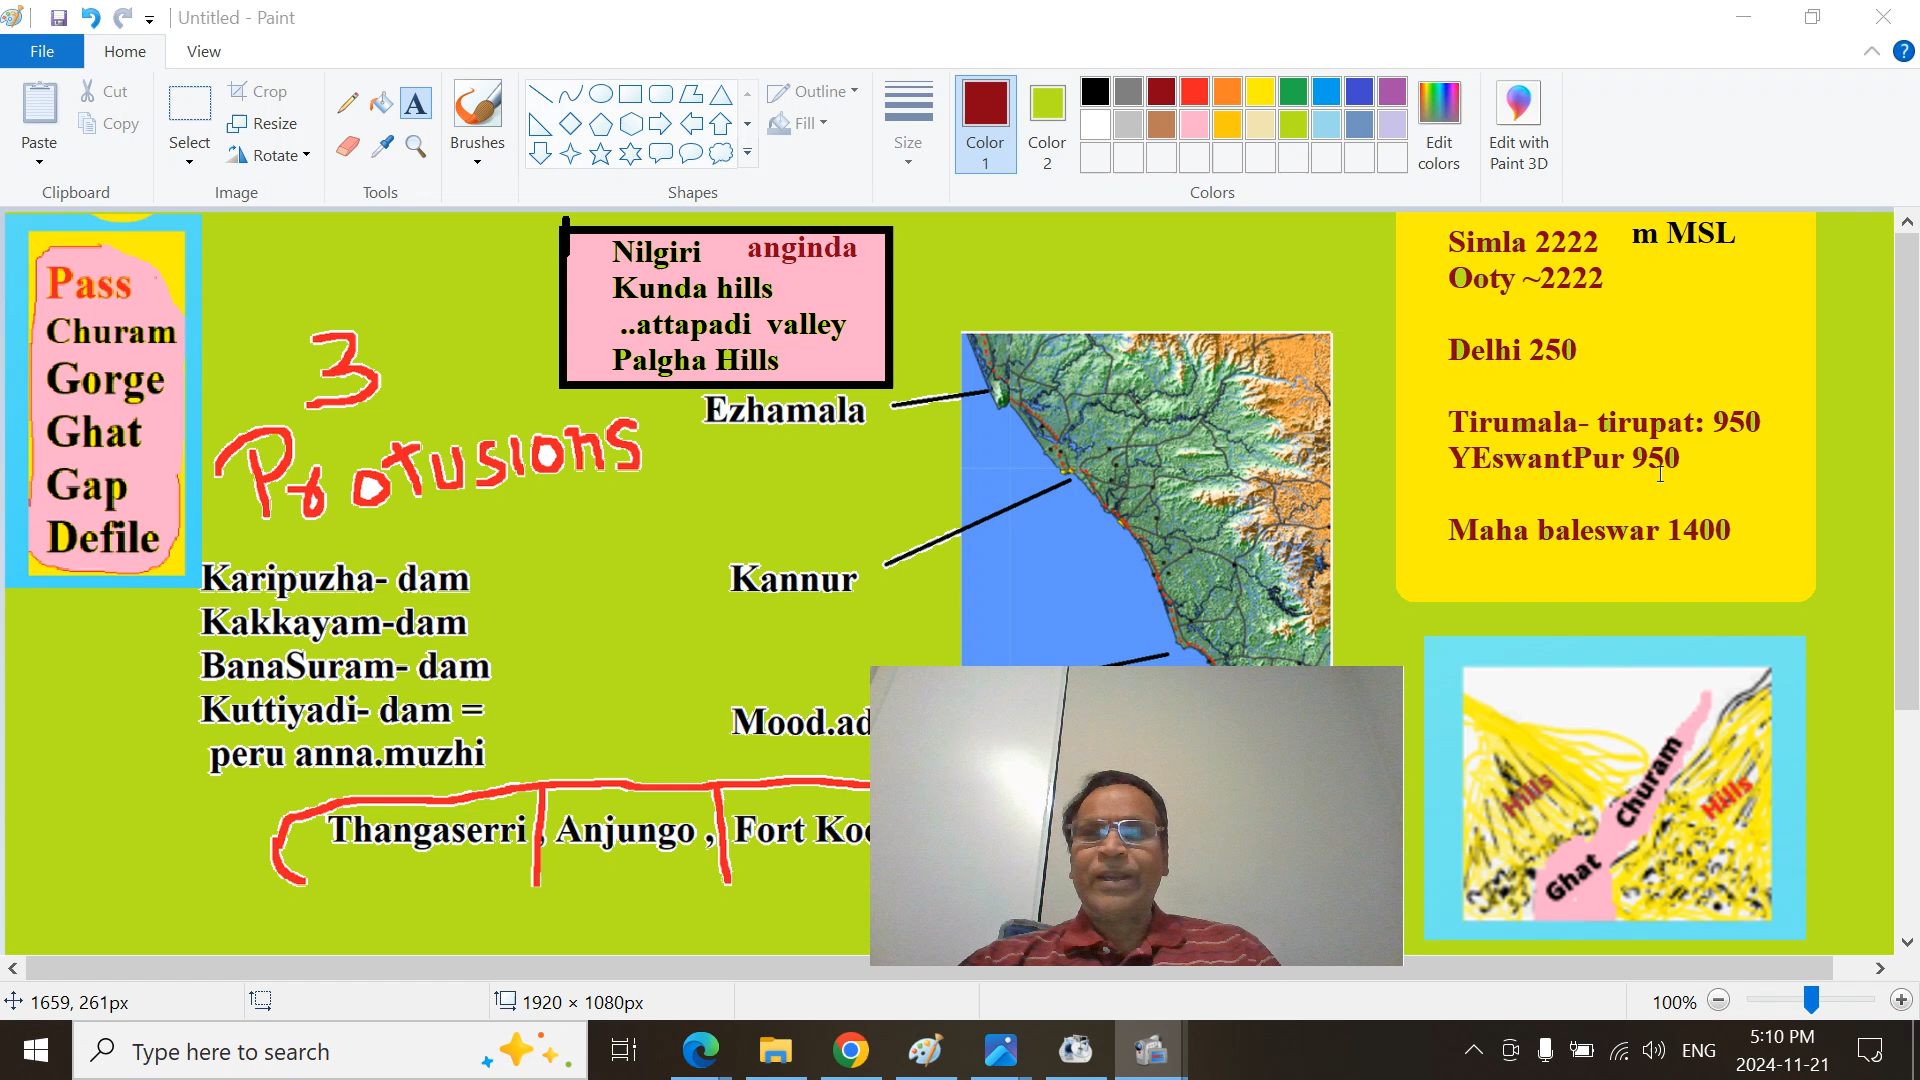 Untitled - Paint
File
Home
View
Paste
Cut
Copy
Clipboard
Select
Crop
Resize
Rotate
Image
A
Tools
Brushes
Shapes
Outline
Fill
Size
Color
1
Color
2
Edit
colors
Colors
Edit with
Paint 3D
Pass
Churam
Gorge
Ghat
Gap
Defile
3
Protusions
Nilgiri anginda
Kunda hills
..attapadi valley
Palgha Hills
Ezhamala
Kannur
Mood.ad
Karipuzha- dam
Kakkayam-dam
BanaSuram- dam
Kuttiyadi- dam =
peru anna.muzhi
Thangaserri , Anjungo , Fort Koc
Simla 2222 m MSL
Ooty ~2222
Delhi 250
Tirumala- tirupat: 950
YEswantPur 950
Maha baleswar 1400
Hills
Churam
Hills
Ghat
1659, 261px
1920 × 1080px
100%
Type here to search
ENG
5:10 PM
2024-11-21